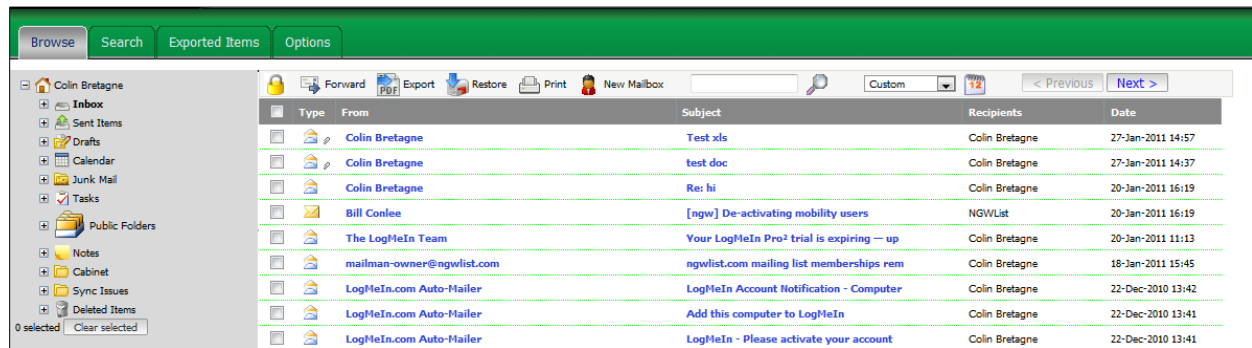 Browse Search Exported Items Options
Colin Bretagne
Inbox
Sent Items
Drafts
Calendar
Junk Mail
Tasks
Public Folders
Notes
Cabinet
Sync Issues
Deleted Items
0 selected Clear selected
Forward PDF Export Restore Print New Mailbox Custom 12 < Previous Next >
Type From Subject Recipients Date
Colin Bretagne Test xls Colin Bretagne 27-Jan-2011 14:57
Colin Bretagne test doc Colin Bretagne 27-Jan-2011 14:37
Colin Bretagne Re: hi Colin Bretagne 20-Jan-2011 16:19
Bill Conlee [ngw] De-activating mobility users NGWList 20-Jan-2011 16:19
The LogMeIn Team Your LogMeIn Pro² trial is expiring — up Colin Bretagne 20-Jan-2011 11:13
mailman-owner@ngwlist.com ngwlist.com mailing list memberships rem Colin Bretagne 18-Jan-2011 15:45
LogMeIn.com Auto-Mailer LogMeIn Account Notification - Computer Colin Bretagne 22-Dec-2010 13:42
LogMeIn.com Auto-Mailer Add this computer to LogMeIn Colin Bretagne 22-Dec-2010 13:41
LogMeIn.com Auto-Mailer LogMeIn - Please activate your account Colin Bretagne 22-Dec-2010 13:41